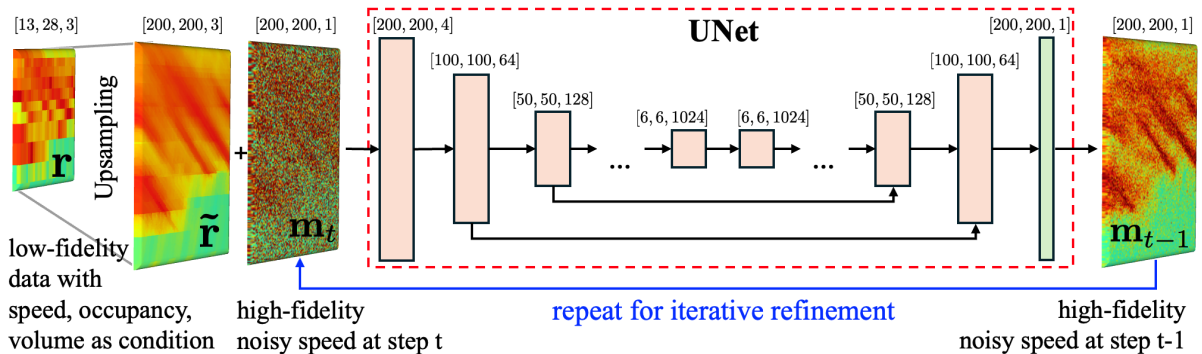 [13, 28, 3]
[200, 200, 3]
[200, 200, 1]
[200, 200, 4]
UNet
[200, 200, 1]
[200, 200, 1]
[100, 100, 64]
[100, 100, 64]
[50, 50, 128]
[6, 6, 1024]
[6, 6, 1024]
[50, 50, 128]
Upsampling
r
+
...
...
r̃
m_t
m_{t−1}
low-fidelity
data with
speed, occupancy,
volume as condition
high-fidelity
noisy speed at step t
repeat for iterative refinement
high-fidelity
noisy speed at step t-1